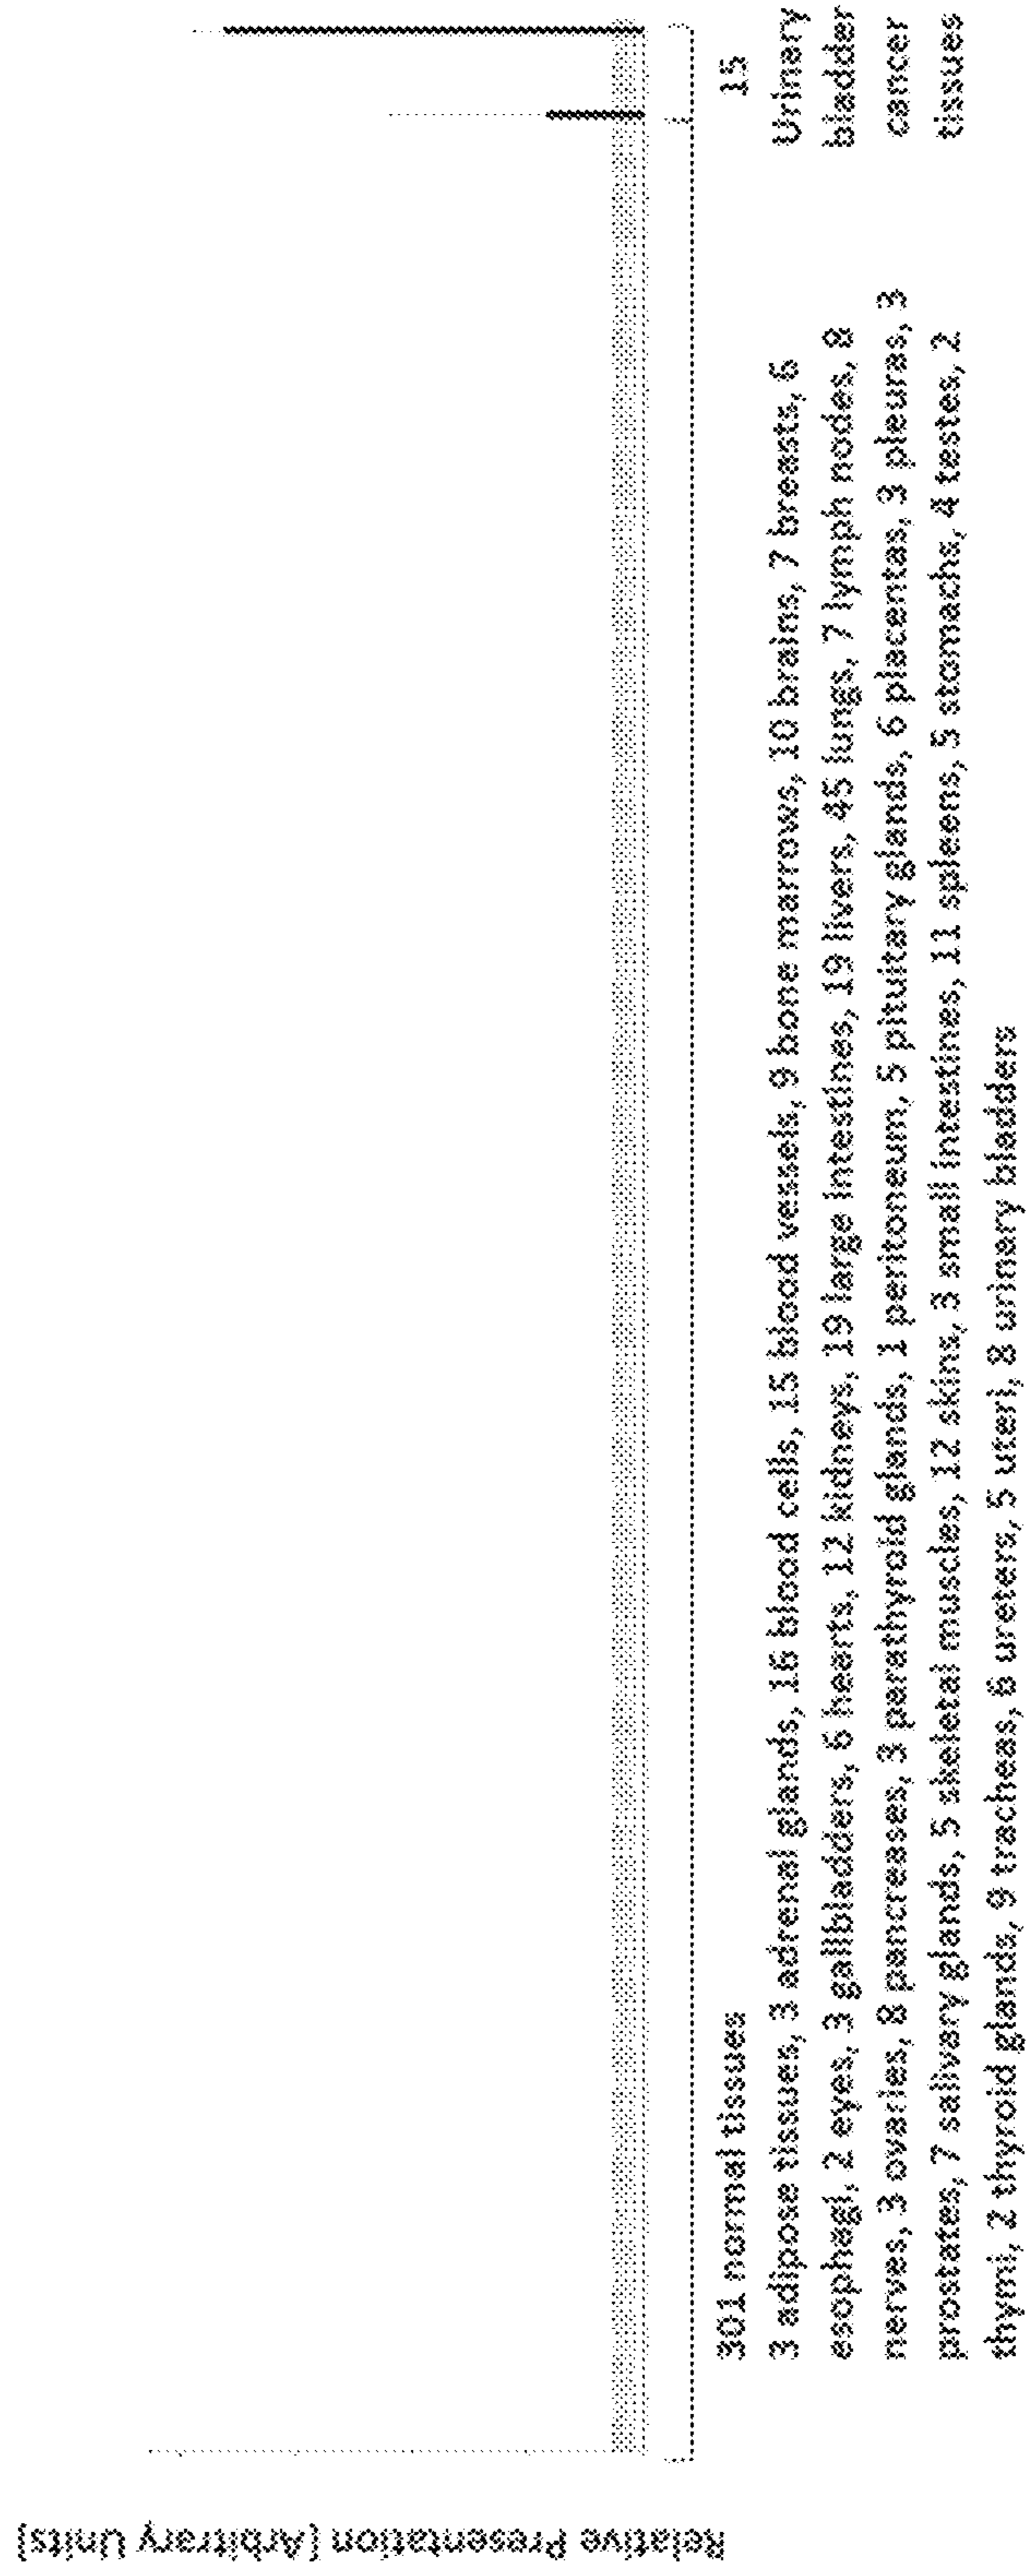 Relative Presentation [Arbitrary Units]
301 normal tissues
3 adipose tissues, 3 adrenal glands, 16 blood cells, 15 blood vessels, 9 bone marrows, 10 brains, 7 breasts, 6
esophagi, 2 eyes, 3 gallbladders, 6 hearts, 12 kidneys, 19 large intestines, 19 livers, 45 lungs, 7 lymph nodes, 8
nerves, 3 ovaries, 8 pancreases, 3 parathyroid glands, 1 peritoneum, 5 pituitary glands, 6 placentas, 3 pleuras, 3
prostates, 7 salivary glands, 5 skeletal muscles, 12 skins, 3 small intestines, 11 spleens, 5 stomachs, 4 testes, 2
thymi, 2 thyroid glands, 9 tracheas, 6 ureters, 5 uteri, 8 urinary bladders
15
Urinary
bladder
cancer
tissues